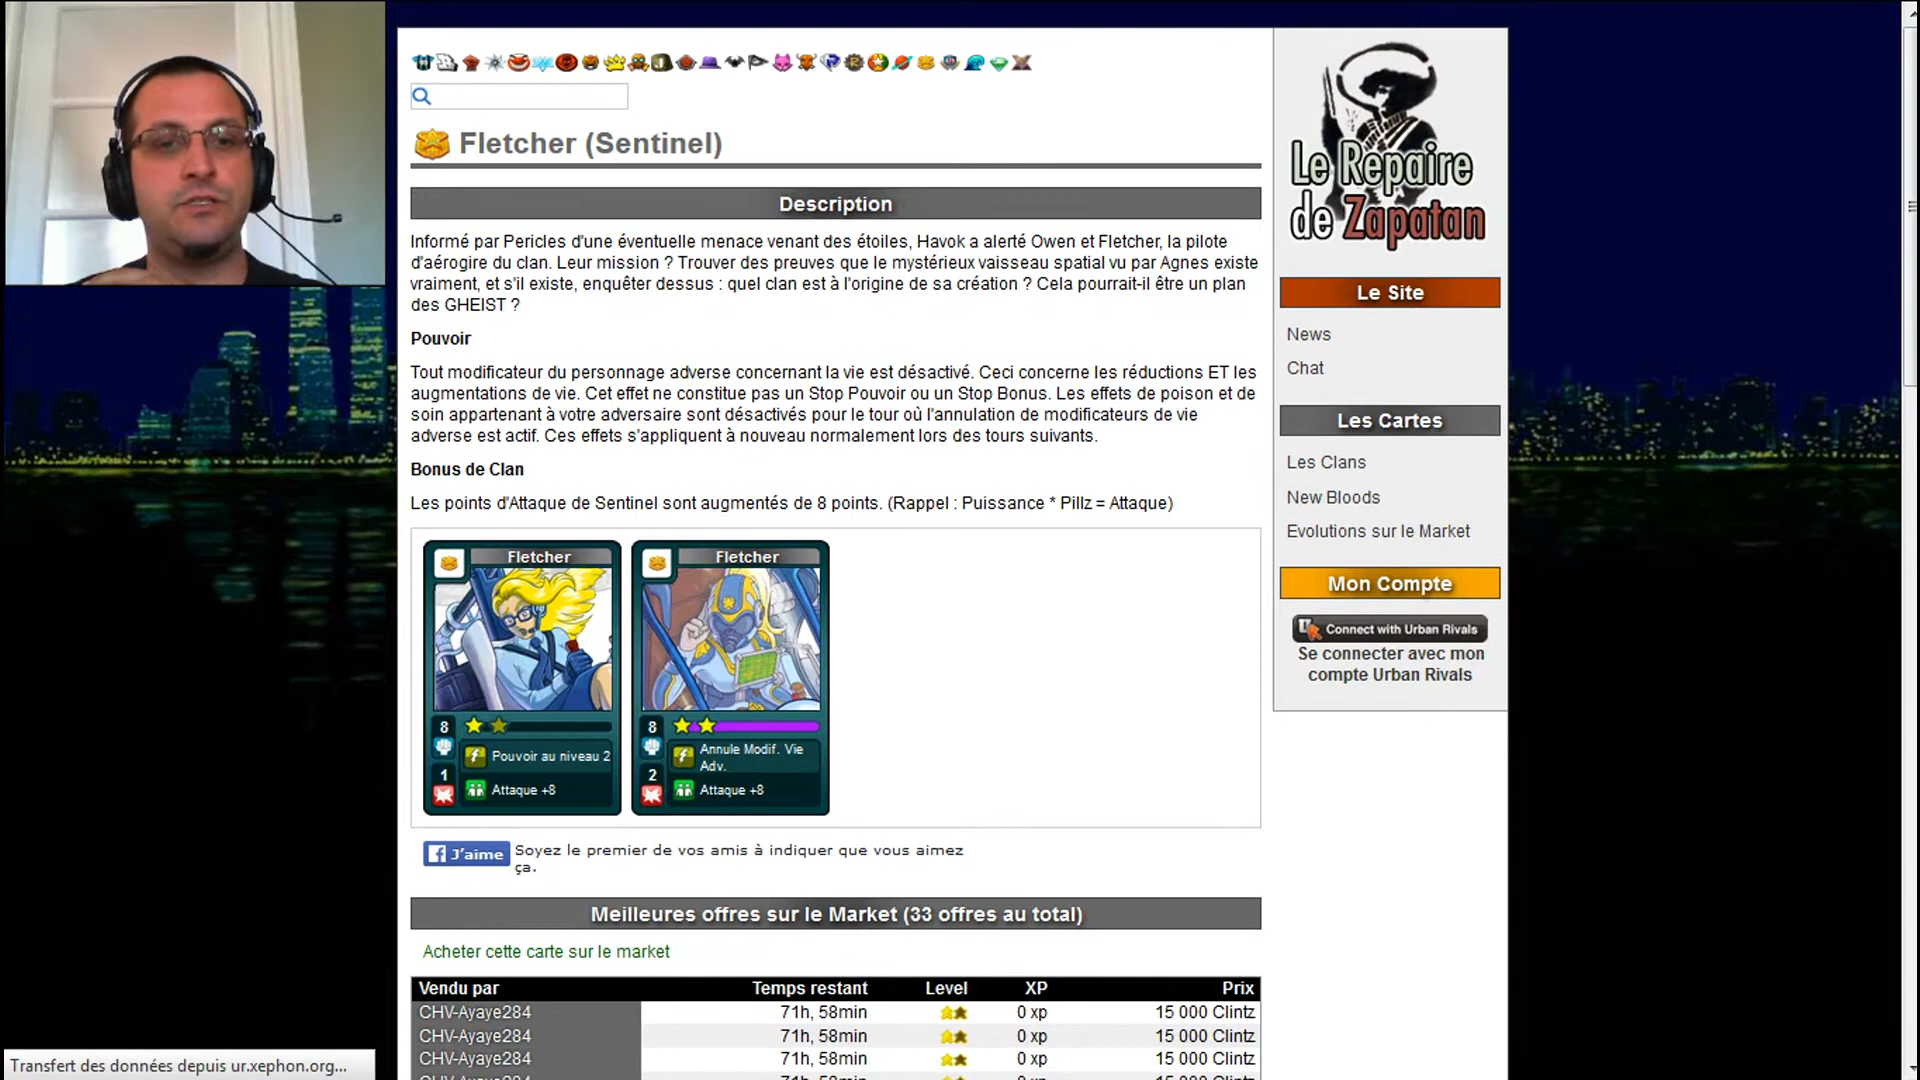 Fletcher (Sentinel)
Description
Informé par Pericles d'une éventuelle menace venant des étoiles, Havok a alerté Owen et Fletcher, la pilote
d'aérogire du clan. Leur mission ? Trouver des preuves que le mystérieux vaisseau spatial vu par Agnes existe
vraiment, et s'il existe, enquêter dessus : quel clan est à l'origine de sa création ? Cela pourrait-il être un plan
des GHEIST ?
Pouvoir
Tout modificateur du personnage adverse concernant la vie est désactivé. Ceci concerne les réductions ET les
augmentations de vie. Cet effet ne constitue pas un Stop Pouvoir ou un Stop Bonus. Les effets de poison et de
soin appartenant à votre adversaire sont désactivés pour le tour où l'annulation de modificateurs de vie
adverse est actif. Ces effets s'appliquent à nouveau normalement lors des tours suivants.
Bonus de Clan
Les points d'Attaque de Sentinel sont augmentés de 8 points. (Rappel : Puissance * Pillz = Attaque)
Fletcher
8
Pouvoir au niveau 2
1
Attaque +8
Fletcher
8
Annule Modif. Vie
Adv.
2
Attaque +8
J'aime
Soyez le premier de vos amis à indiquer que vous aimez
ça.
Meilleures offres sur le Market (33 offres au total)
Acheter cette carte sur le market
Vendu par Temps restant Level XP Prix
CHV-Ayaye284 71h, 58min 0 xp 15 000 Clintz
CHV-Ayaye284 71h, 58min 0 xp 15 000 Clintz
CHV-Ayaye284 71h, 58min 0 xp 15 000 Clintz
Le Repaire
de Zapatan
Le Site
News
Chat
Les Cartes
Les Clans
New Bloods
Evolutions sur le Market
Mon Compte
Connect with Urban Rivals
Se connecter avec mon
compte Urban Rivals
Transfert des données depuis ur.xephon.org...